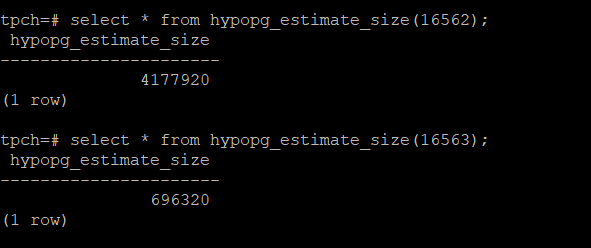 tpch=# select * from hypopg_estimate_size(16562);
 hypopg_estimate_size
----------------------
              4177920
(1 row)

tpch=# select * from hypopg_estimate_size(16563);
 hypopg_estimate_size
----------------------
               696320
(1 row)